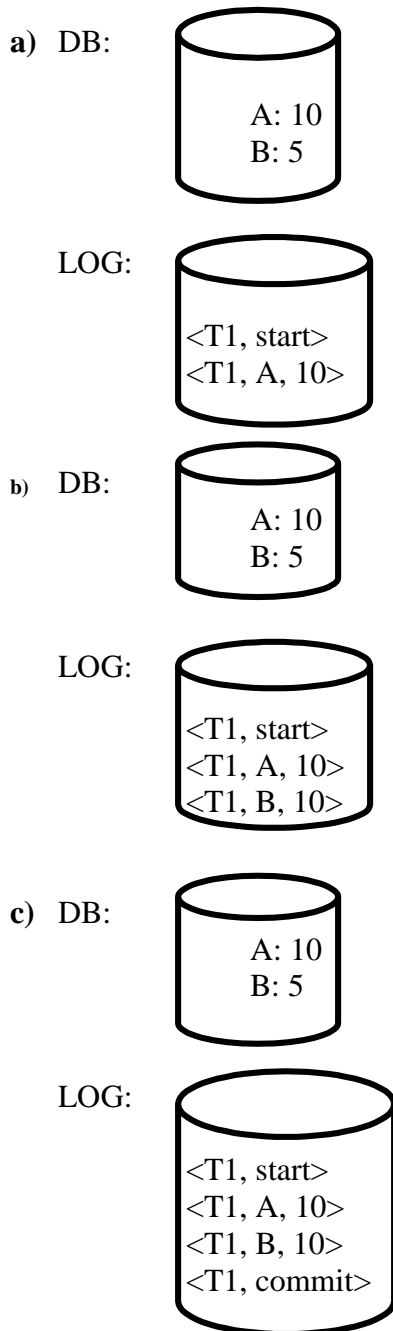 a) DB:
A: 10
B: 5
LOG:
<T1, start>
<T1, A, 10>
b) DB:
A: 10
B: 5
LOG:
<T1, start>
<T1, A, 10>
<T1, B, 10>
c) DB:
A: 10
B: 5
LOG:
<T1, start>
<T1, A, 10>
<T1, B, 10>
<T1, commit>